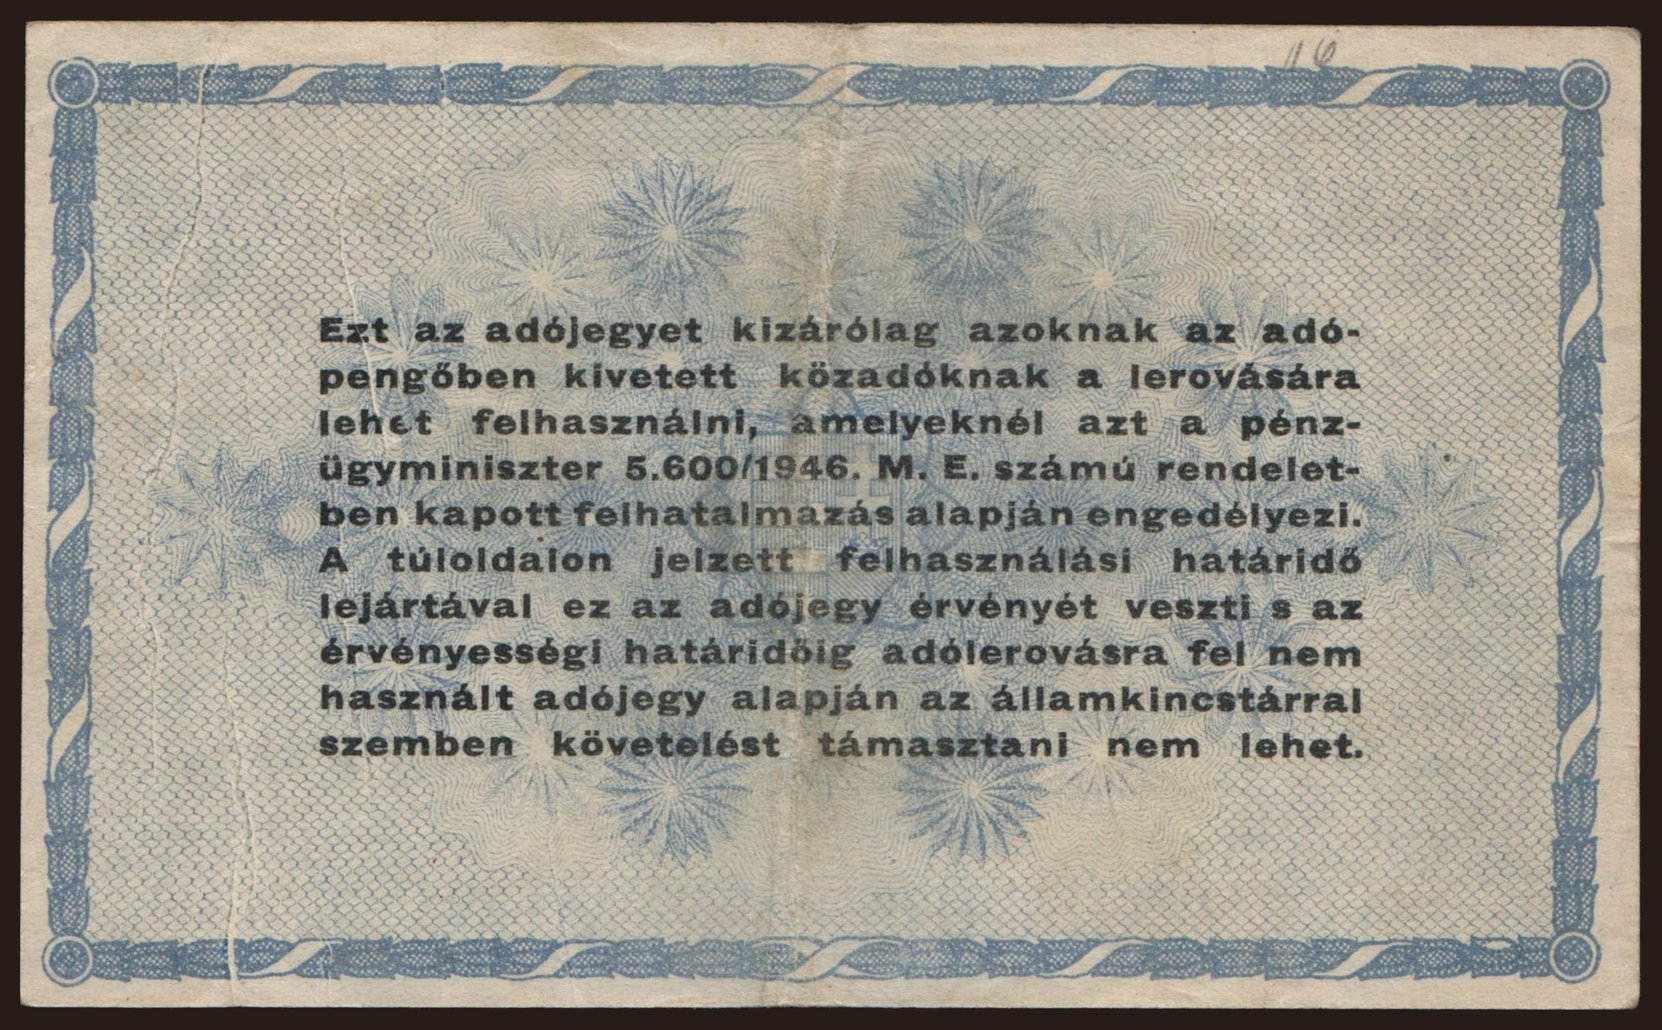 16
Ezt az adójegyet kizárólag azoknak az adó-
pengőben kivetett közadóknak a lerovására
lehet felhasználni, amelyeknél azt a pénz-
ügyminiszter 5.600/1946. M. E. számú rendelet-
ben kapott felhatalmazás alapján engedélyezi.
A túloldalon jelzett felhasználási határidő
lejártával ez az adójegy érvényét veszti s az
érvényességi határidőig adólerovásra fel nem
használt adójegy alapján az államkincstárral
szemben követelést támasztani nem lehet.